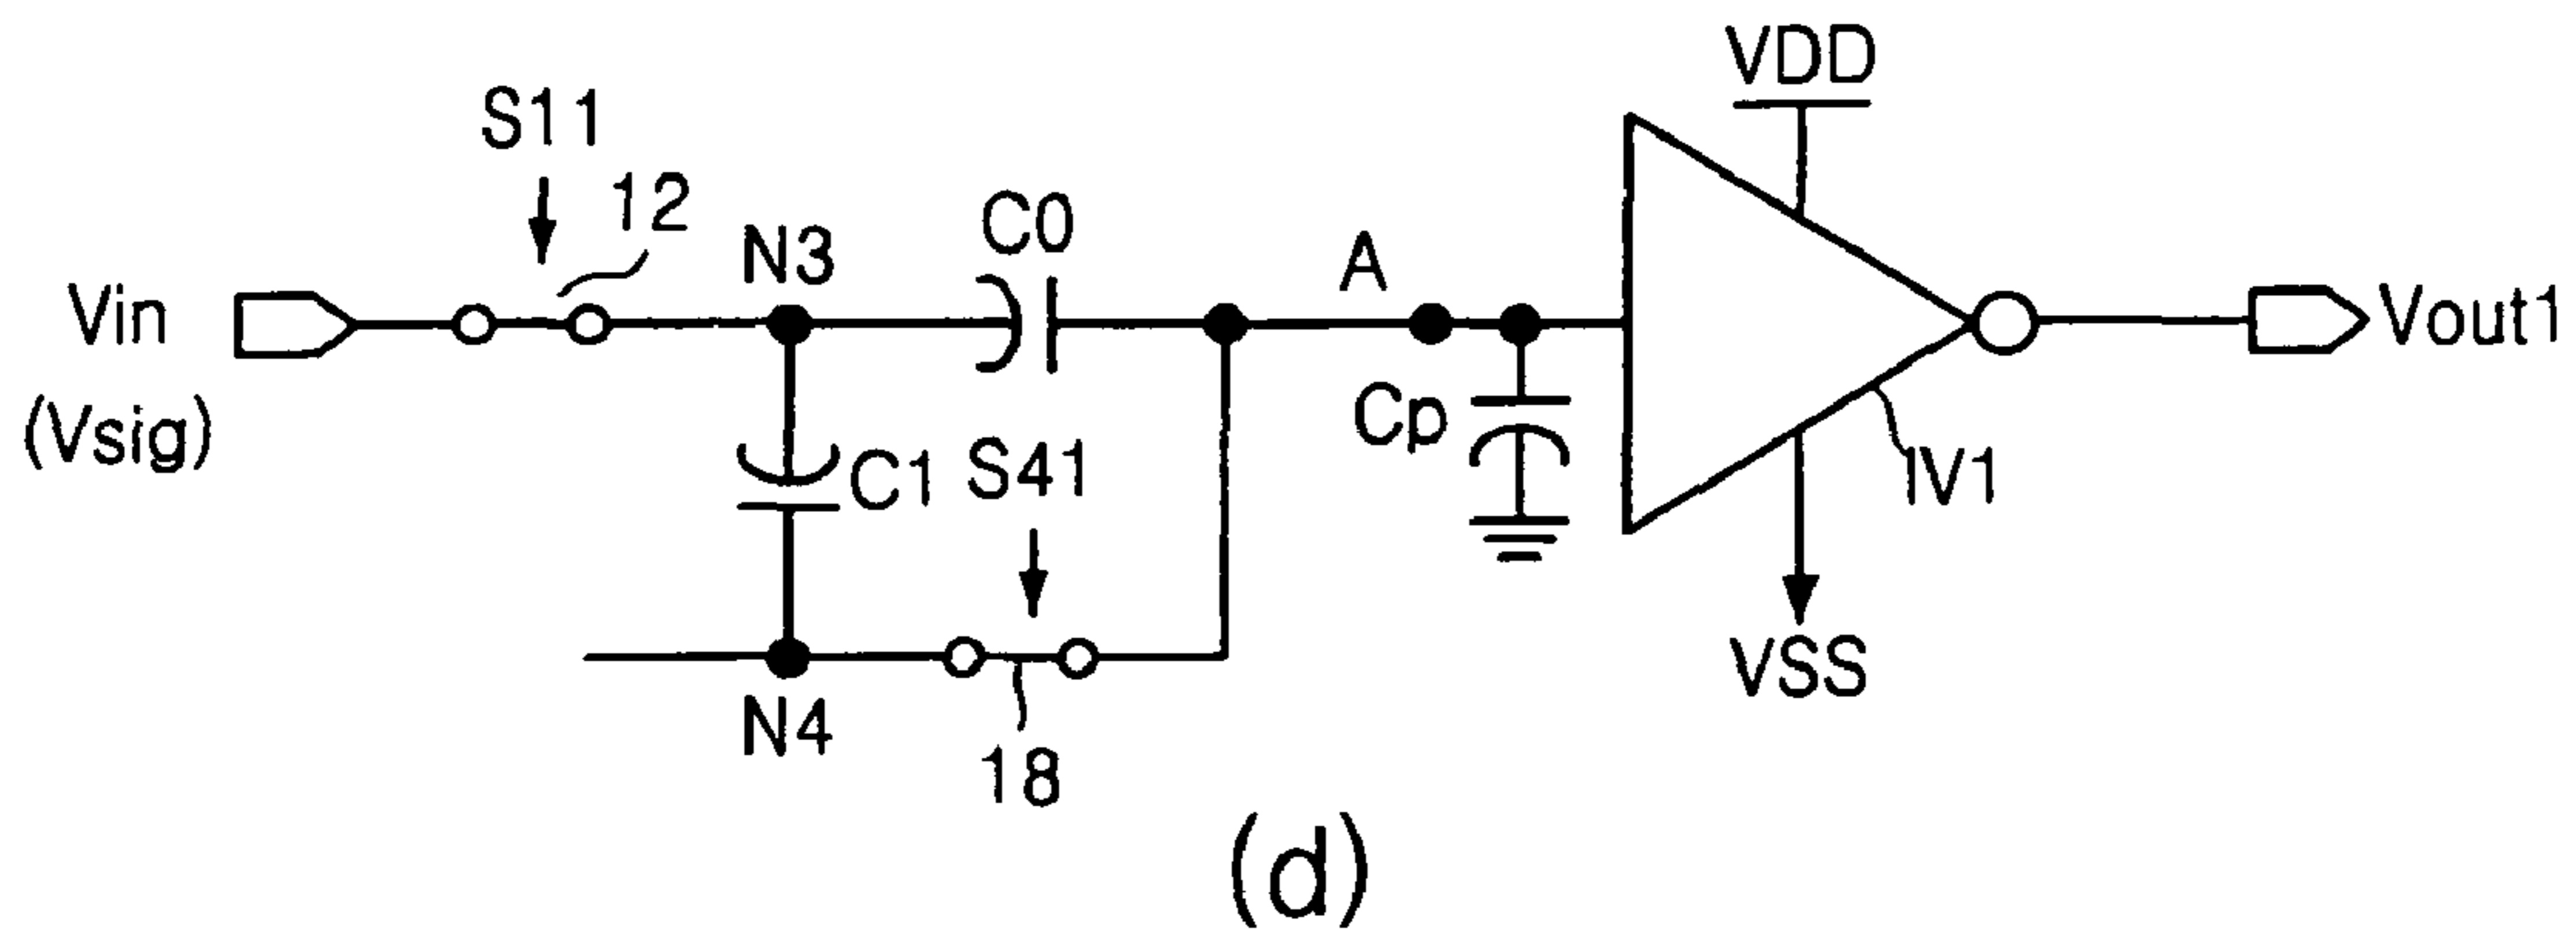 VDD
S11
12
C0
N3
A
Vin
Vout1
(Vsig)
Cp
S41
C1
IV1
VSS
N4
18
(d)